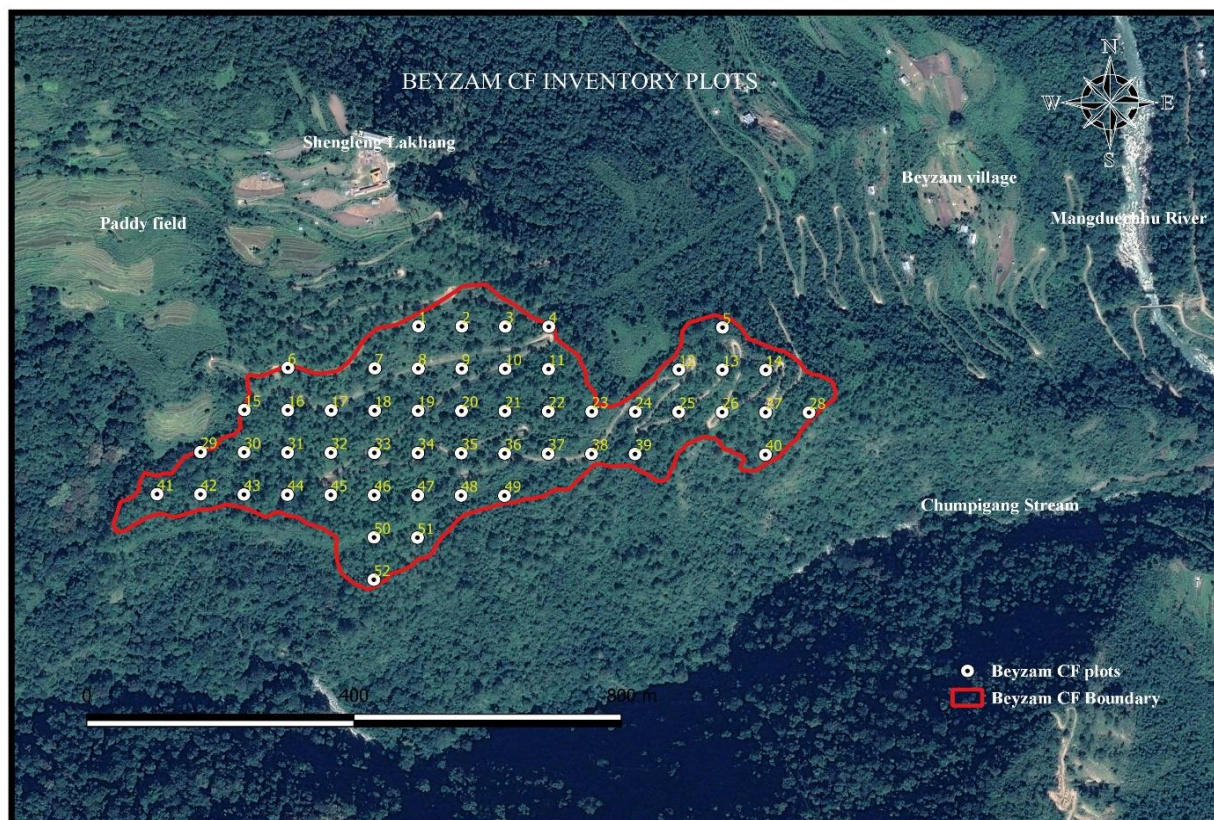 BEYZAM CF INVENTORY PLOTS
N
W E
S
Shengleng Lakhang
Beyzam village
Paddy field
Mangduechhu River
1 2 3 4 5
6 7 8 9 10 11 12 13 14
15 16 17 18 19 20 21 22 23 24 25 26 27 28
29 30 31 32 33 34 35 36 37 38 39 40
41 42 43 44 45 46 47 48 49
Chumpigang Stream
50 51
52
Beyzam CF plots
0 400 800 m
Beyzam CF Boundary